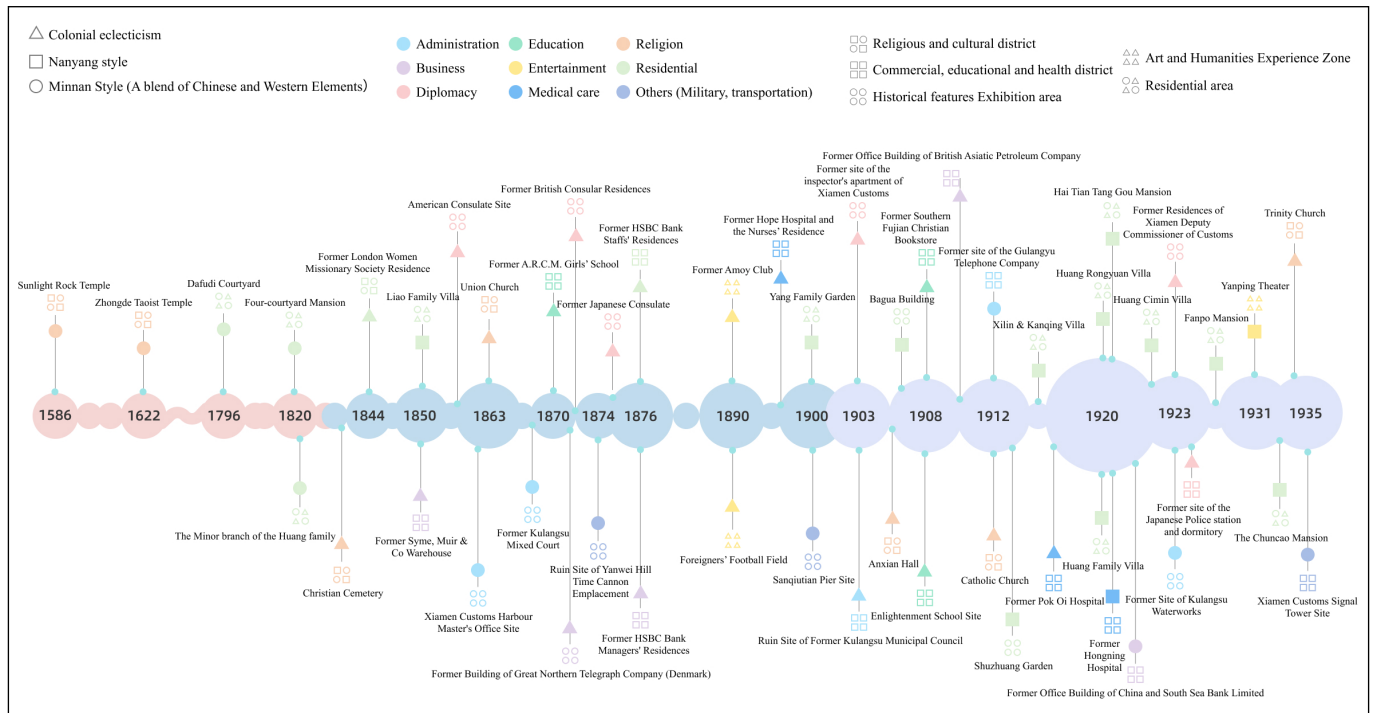 Colonial eclecticism
Nanyang style
Minnan Style (A blend of Chinese and Western Elements)
Administration
Education
Religion
Business
Entertainment
Residential
Diplomacy
Medical care
Others (Military, transportation)
Religious and cultural district
Commercial, educational and health district
Historical features Exhibition area
Art and Humanities Experience Zone
Residential area
Sunlight Rock Temple
Zhongde Taoist Temple
Dafudi Courtyard
Four-courtyard Mansion
Former London Women
Missionary Society Residence
Liao Family Villa
American Consulate Site
Union Church
Former British Consular Residences
Former A.R.C.M. Girls' School
Former HSBC Bank
Staffs' Residences
Former Japanese Consulate
Former Amoy Club
Former Hope Hospital and
the Nurses' Residence
Yang Family Garden
Former Office Building of British Asiatic Petroleum Company
Former site of the
inspector's apartment of
Xiamen Customs
Former Southern
Fujian Christian
Bookstore
Bagua Building
Former site of the Gulangyu
Telephone Company
Xilin & Kanqing Villa
Hai Tian Tang Gou Mansion
Huang Rongyuan Villa
Former Residences of
Xiamen Deputy
Commissioner of Customs
Huang Cimin Villa
Fanpo Mansion
Yanping Theater
Trinity Church
1586
1622
1796
1820
1844
1850
1863
1870
1874
1876
1890
1900
1903
1908
1912
1920
1923
1931
1935
The Minor branch of the Huang family
Christian Cemetery
Former Syme, Muir &
Co Warehouse
Xiamen Customs Harbour
Master's Office Site
Former Kulangsu
Mixed Court
Ruin Site of Yanwei Hill
Time Cannon
Emplacement
Former Building of Great Northern Telegraph Company (Denmark)
Former HSBC Bank
Managers' Residences
Foreigners' Football Field
Sanqiutian Pier Site
Ruin Site of Former Kulangsu Municipal Council
Anxian Hall
Enlightenment School Site
Catholic Church
Shuzhuang Garden
Former Pok Oi Hospital
Huang Family Villa
Former
Hongning
Hospital
Former Office Building of China and South Sea Bank Limited
Former Site of Kulangsu
Waterworks
Former site of the
Japanese Police station
and dormitory
The Chuncao Mansion
Xiamen Customs Signal
Tower Site